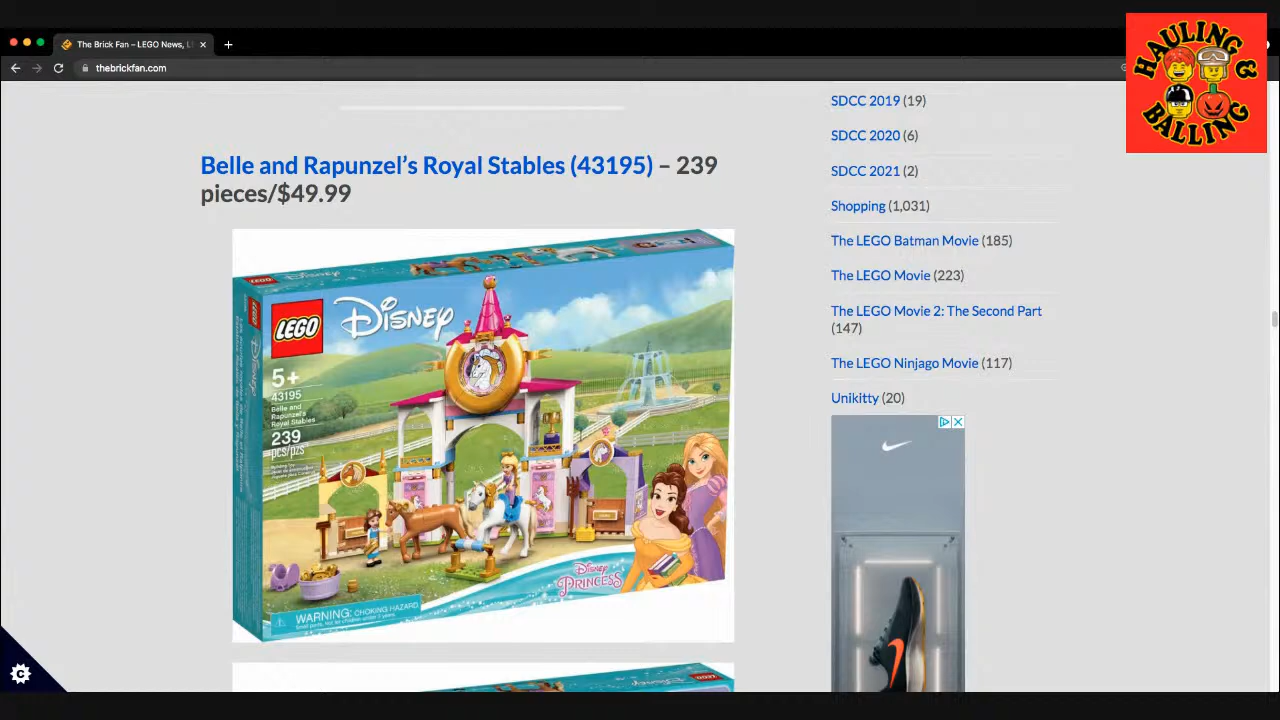 The Brick Fan – LEGO News, L
thebrickfan.com
HAULING &
BALLING
Belle and Rapunzel’s Royal Stables (43195) – 239
pieces/$49.99
LEGO
Disney
5+
43195
Belle and
Rapunzel's
Royal Stables
239
pcs/pzs
Disney
PRINCESS
WARNING: CHOKING HAZARD.
SDCC 2019 (19)
SDCC 2020 (6)
SDCC 2021 (2)
Shopping (1,031)
The LEGO Batman Movie (185)
The LEGO Movie (223)
The LEGO Movie 2: The Second Part
(147)
The LEGO Ninjago Movie (117)
Unikitty (20)